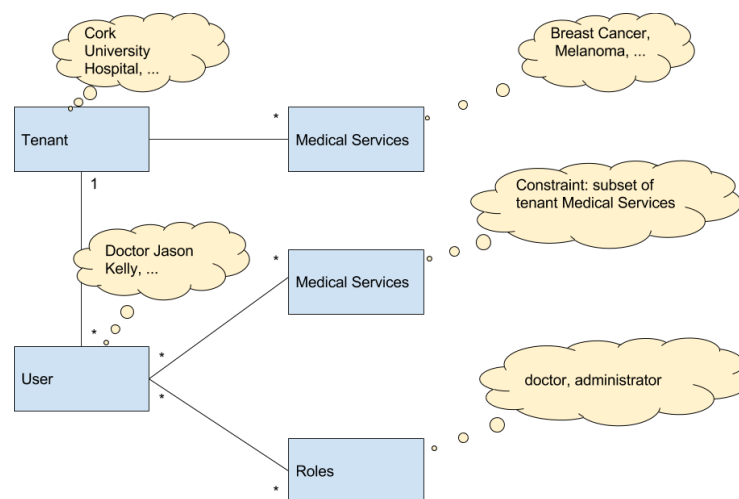 Cork
University
Hospital, ...
Breast Cancer,
Melanoma, ...
Tenant
*
Medical Services
1
Constraint: subset of
tenant Medical Services
Doctor Jason
Kelly, ...
*
Medical Services
*
*
User
*
doctor, administrator
Roles
*